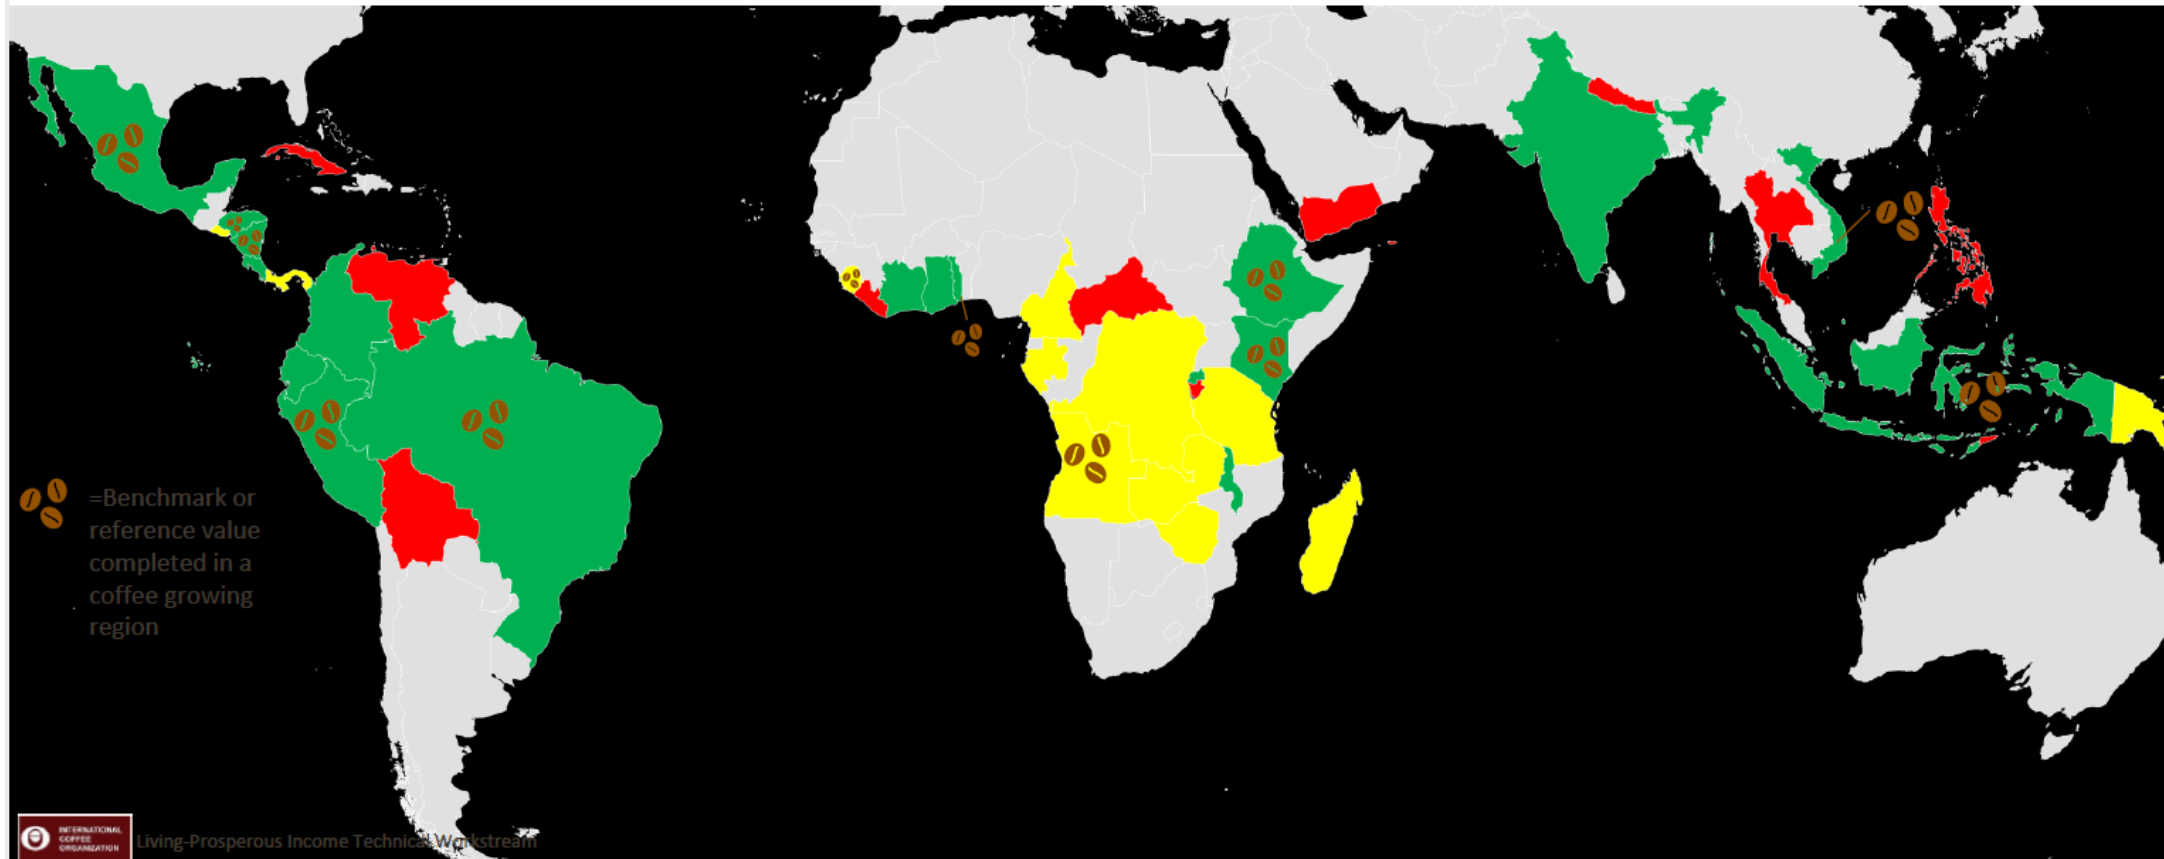 =Benchmark or
reference value
completed in a
coffee growing
region
INTERNATIONAL
COFFEE
ORGANIZATION
Living-Prosperous Income Technical Workstream